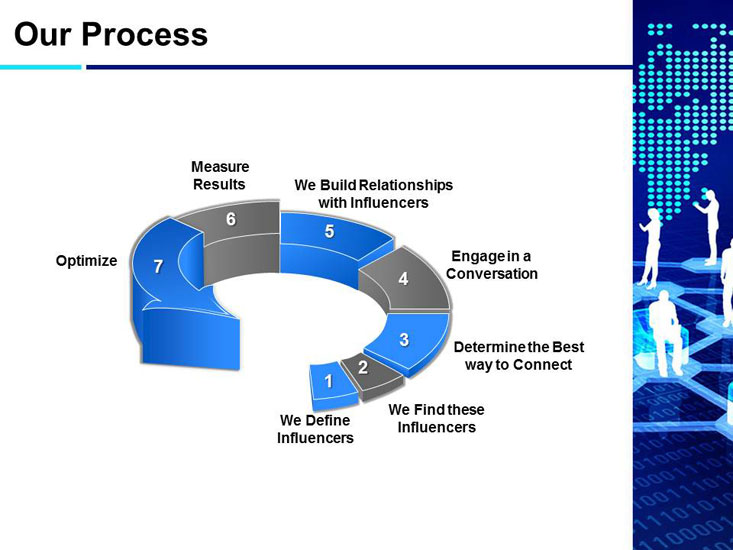 Our Process
Measure
Results
6
We Build Relationships
with Influencers
5
Optimize
7
Engage in a
Conversation
4
3
Determine the Best
way to Connect
1
2
We Define
Influencers
We Find these
Influencers